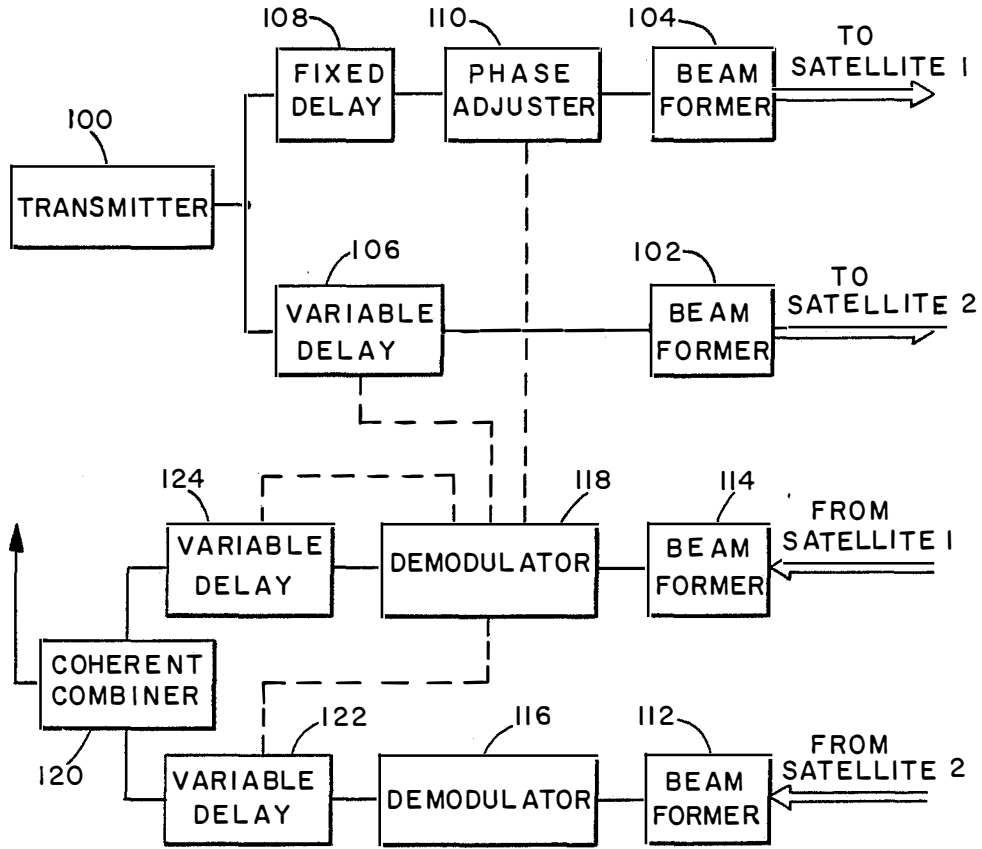 108
110
104
TO
SATELLITE 1
FIXED
DELAY
PHASE
ADJUSTER
BEAM
FORMER
100
TRANSMITTER
106
102
TO
SATELLITE 2
VARIABLE
DELAY
BEAM
FORMER
124
118
114
FROM
SATELLITE 1
VARIABLE
DELAY
DEMODULATOR
BEAM
FORMER
COHERENT
COMBINER
120
122
116
112
FROM
SATELLITE 2
VARIABLE
DELAY
DEMODULATOR
BEAM
FORMER